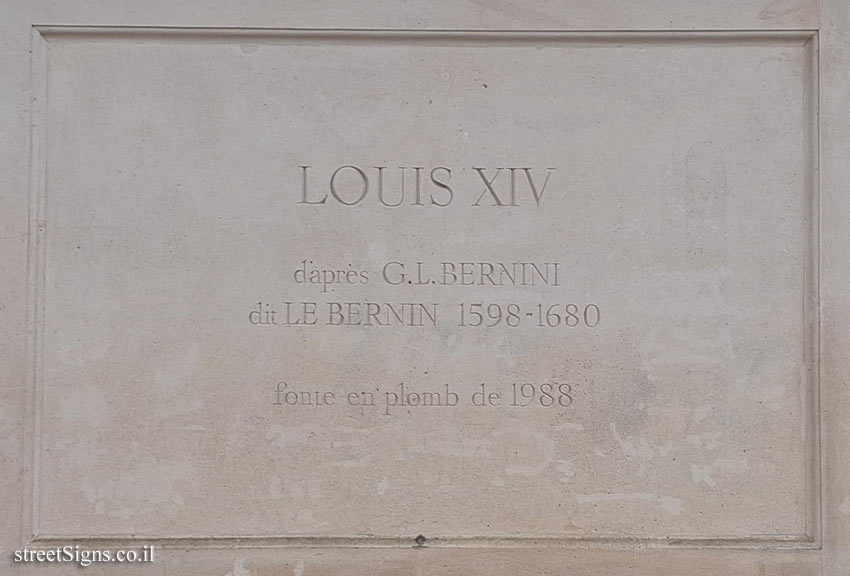 LOUIS XIV
d'après G.L.BERNINI
dit LE BERNIN 1598-1680
fonte en plomb de 1988
streetSigns.co.il